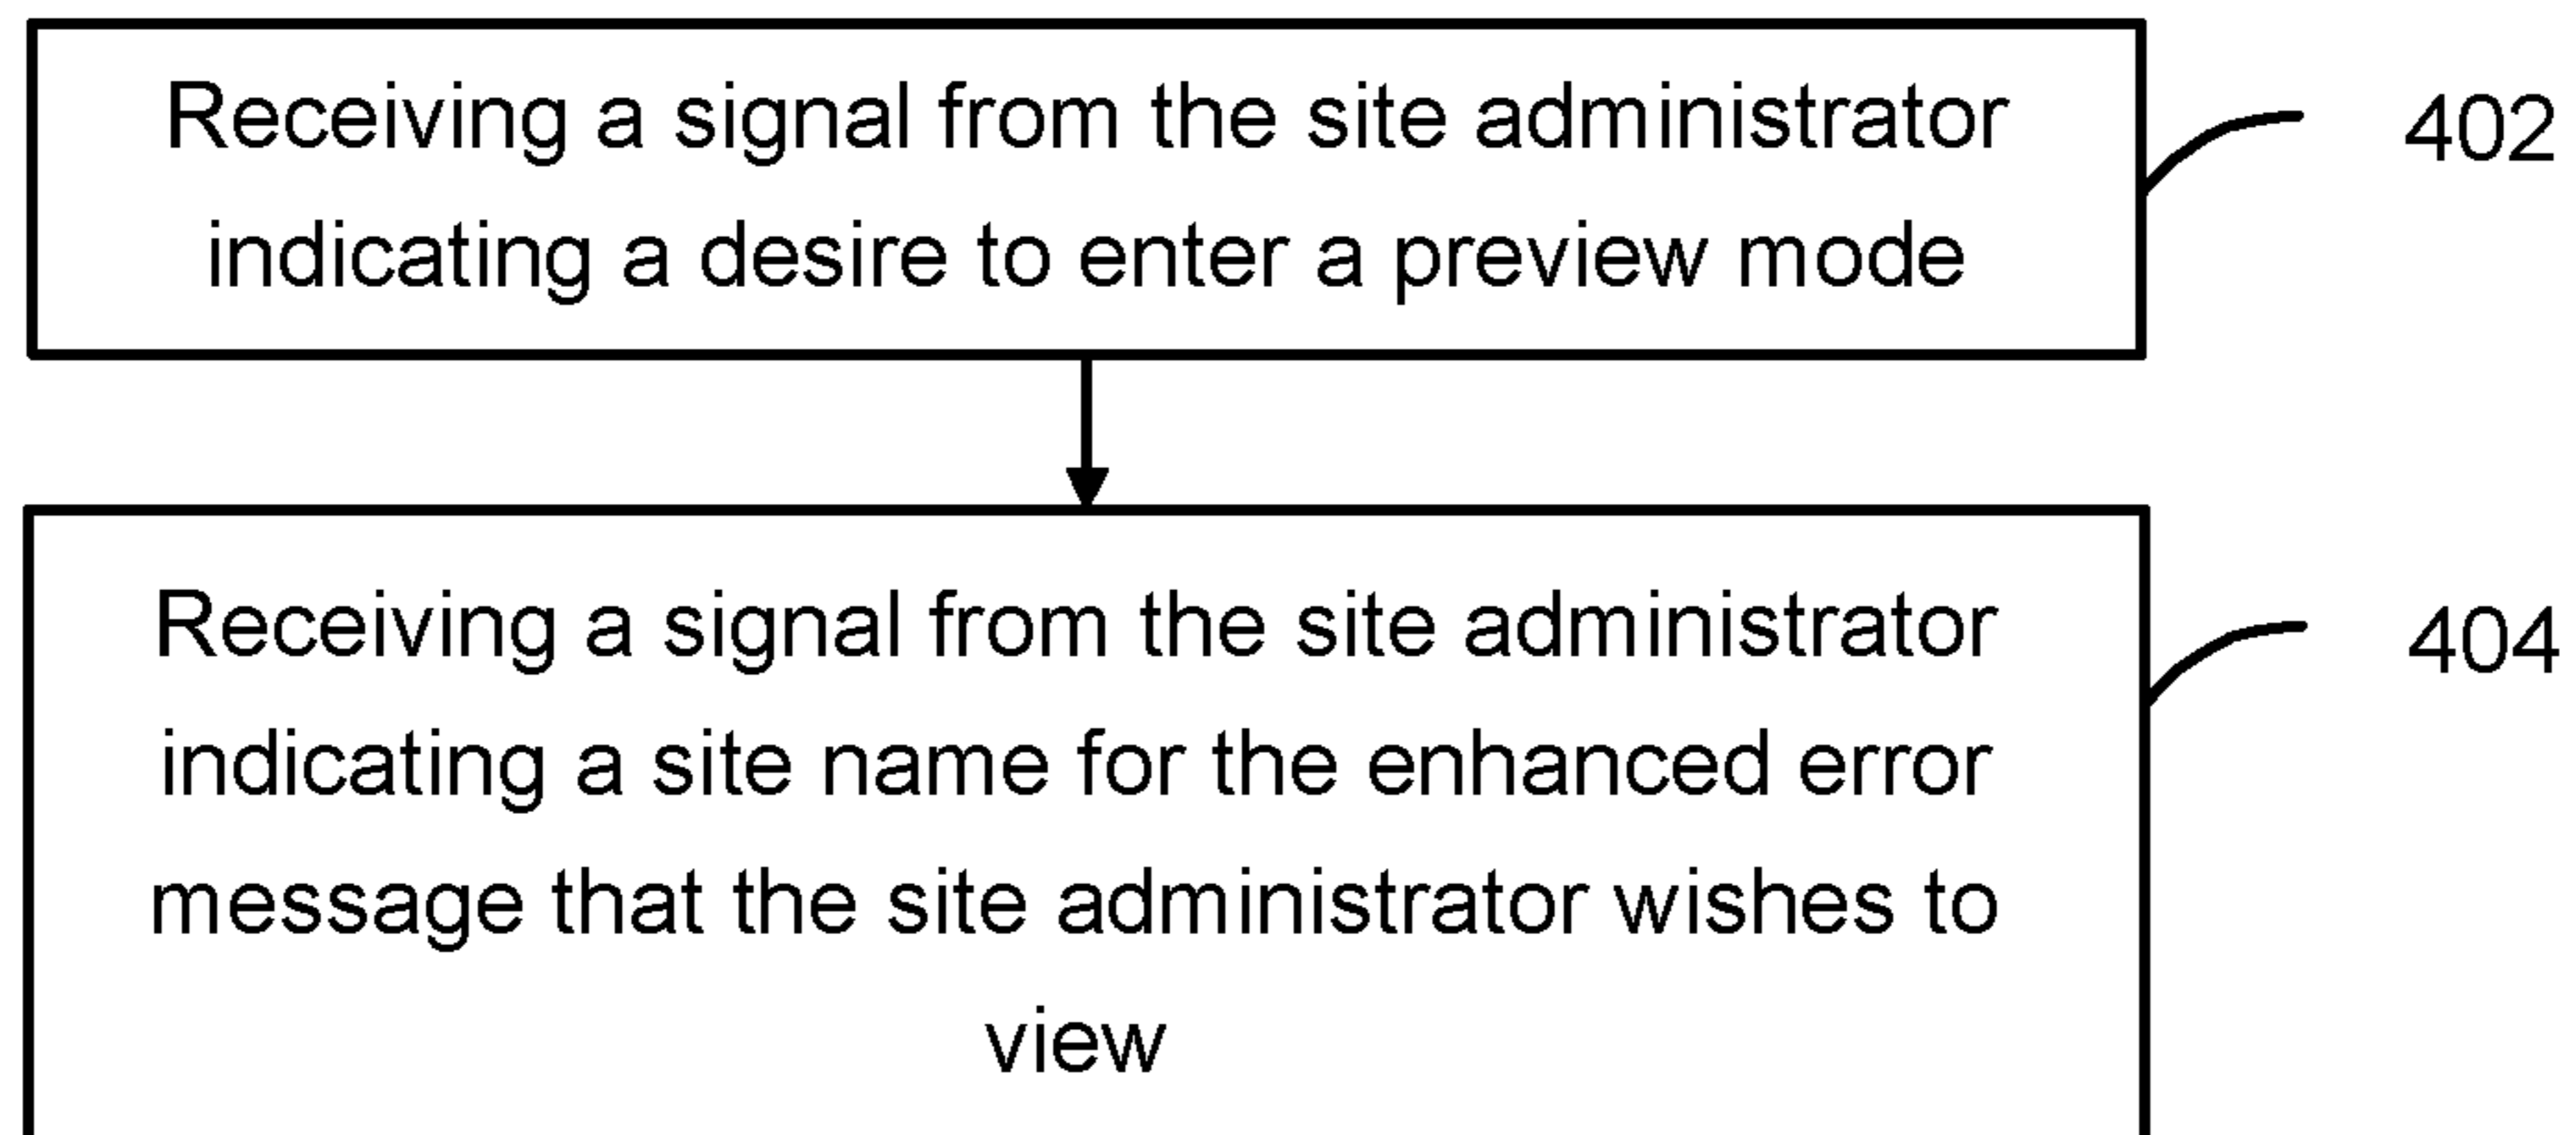 Receiving a signal from the site administrator
indicating a desire to enter a preview mode
402
Receiving a signal from the site administrator
indicating a site name for the enhanced error
message that the site administrator wishes to
view
404